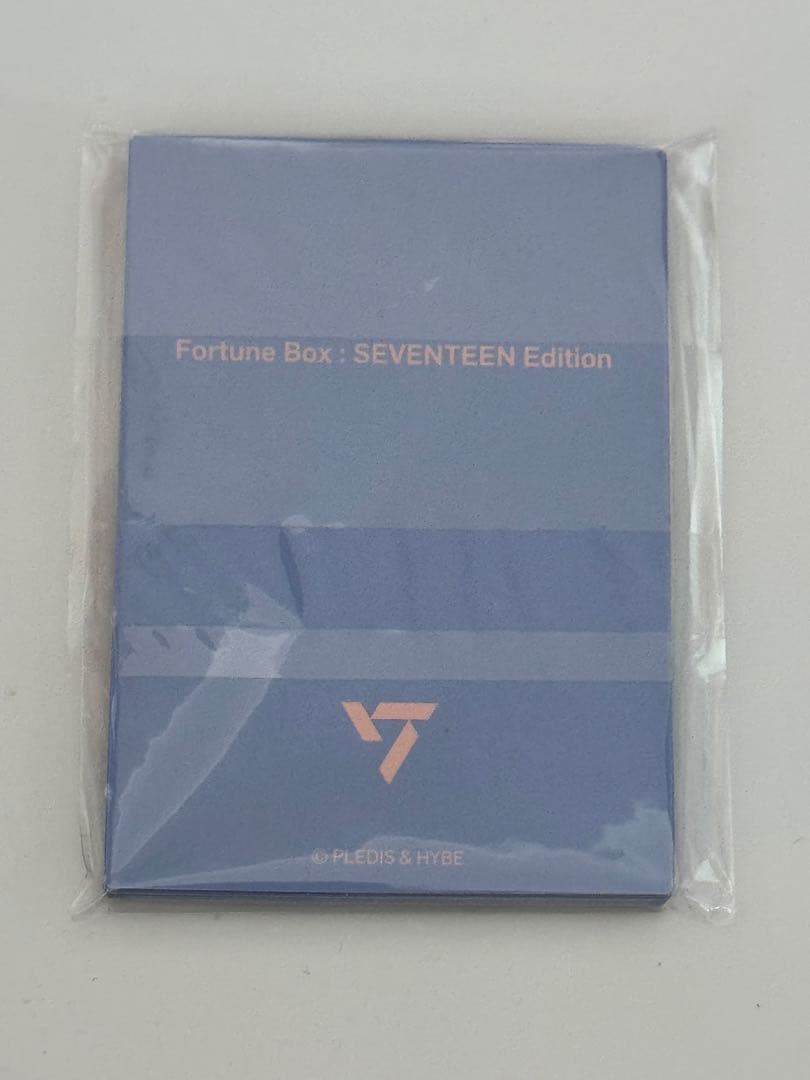 Fortune Box : SEVENTEEN Edition
© PLEDIS & HYBE